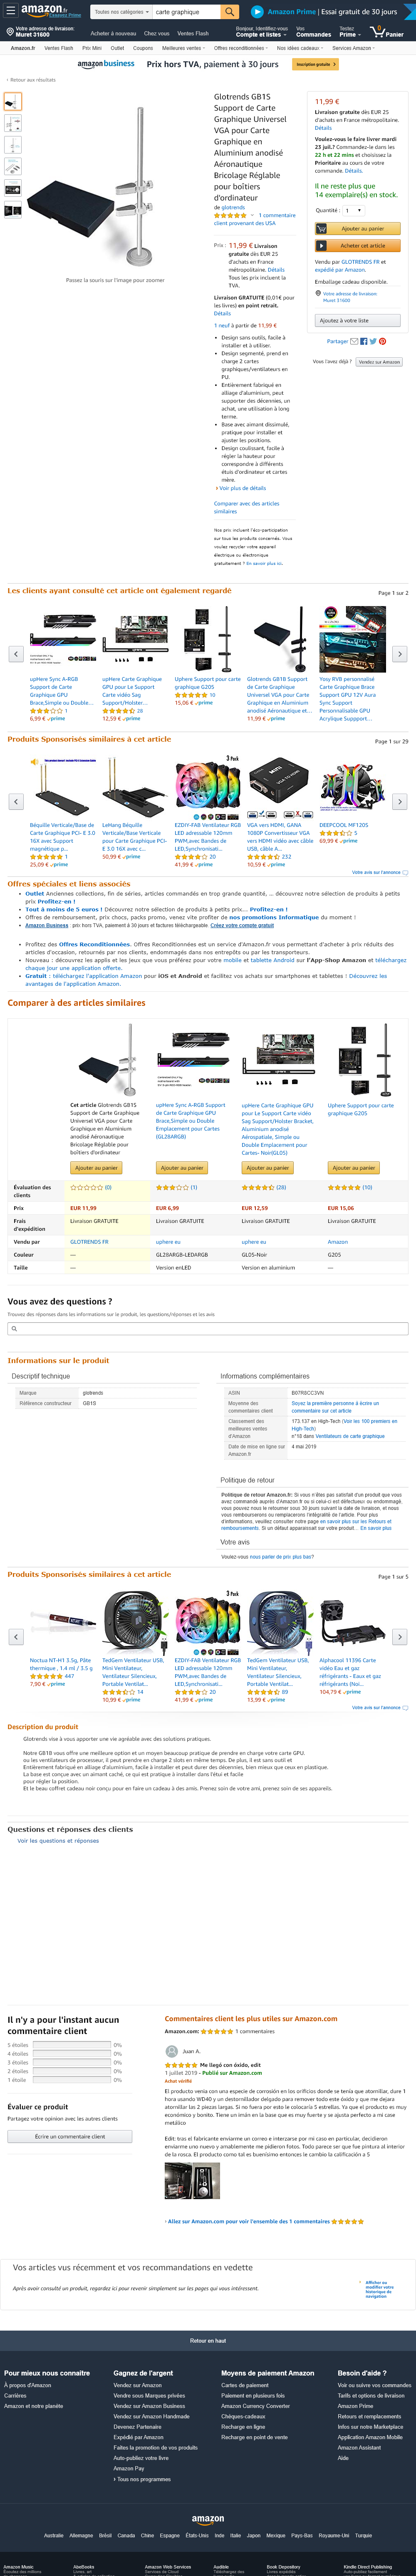 Votre adresse de livraison:
Muret 31600
amazon.fr
Essayez Prime
Toutes nos catégories
carte graphique
Amazon Prime | Essai gratuit de 30 jours
Acheter à nouveau
Chez vous
Ventes Flash
Bonjour, Identifiez-vous
Compte et listes
Vos
Commandes
Testez
Prime
0
Panier
Amazon.fr
Ventes Flash
Prix Mini
Outlet
Coupons
Meilleures ventes
Offres reconditionnées
Nos idées cadeaux
Services Amazon
amazon business
Prix hors TVA, paiement à 30 jours
Inscription gratuite
‹ Retour aux résultats
Passez la souris sur l'image pour zoomer
Glotrends GB1S
Support de Carte
Graphique Universel
VGA pour Carte
Graphique en
Aluminium anodisé
Aéronautique
Bricolage Réglable
pour boîtiers
d'ordinateur
de glotrends
1 commentaire
client provenant des USA
Prix : 11,99 € Livraison
gratuite dès EUR 25
d'achats en France
métropolitaine. Détails
Tous les prix incluent la
TVA.
Livraison GRATUITE (0,01€ pour
les livres) en point retrait.
Détails
1 neuf à partir de 11,99 €
Design sans outils, facile à
installer et à utiliser.
Design segmenté, prend en
charge 2 cartes
graphiques/ventilateurs en
PU.
Entièrement fabriqué en
alliage d'aluminium, peut
supporter des décennies, un
achat unique, une utilisation à
long terme.
Base avec aimant dissimulé,
pratique pour installer et
ajuster les positions.
Design coulissant, facile à
régler la hauteur pour
correspondre à différents
étuis d'ordinateur et cartes
mère.
› Voir plus de détails
Comparer avec des articles
similaires
Nos prix incluent l'éco-participation
sur tous les produits concernés. Vous
voulez recycler votre appareil
électrique ou électronique
gratuitement ? En savoir plus ici.
11,99 €
Livraison gratuite dès EUR 25
d'achats en France métropolitaine.
Détails
Voulez-vous le faire livrer mardi
23 juil.? Commandez-le dans les
22 h et 22 mins et choisissez la
Prioritaire au cours de votre
commande. Détails.
Il ne reste plus que
14 exemplaire(s) en stock.
Quantité : 1
Ajouter au panier
Acheter cet article
Vendu par GLOTRENDS FR et
expédié par Amazon.
Emballage cadeau disponible.
Votre adresse de livraison:
Muret 31600
Ajoutez à votre liste
Partager
Vous l'avez déjà ?
Vendez sur Amazon
Les clients ayant consulté cet article ont également regardé
Page 1 sur 2
upHere Sync A-RGB
Support de Carte
Graphique GPU
Brace,Simple ou Double…
1
6,99 € prime
upHere Carte Graphique
GPU pour Le Support
Carte vidéo Sag
Support/Holster…
28
12,59 € prime
Uphere Support pour carte
graphique G205
10
15,06 € prime
Glotrends GB1B Support
de Carte Graphique
Universel VGA pour Carte
Graphique en Aluminium
anodisé Aéronautique et…
11,99 € prime
Yosy RVB personnalisé
Carte Graphique Brace
Support GPU 12V Aura
Sync Support
Personnalisable GPU
Acrylique Suppport…
Produits Sponsorisés similaires à cet article
Page 1 sur 29
Béquille Verticale/Base de
Carte Graphique PCI- E 3.0
16X avec Support
magnétique p...
1
25,09 € prime
LeHang Béquille
Verticale/Base Verticale
pour Carte Graphique PCI-
E 3.0 16X avec c...
50,99 € prime
EZDIY-FAB Ventilateur RGB
LED adressable 120mm
PWM,avec Bandes de
LED,Synchronisati...
20
41,99 € prime
VGA vers HDMI, GANA
1080P Convertisseur VGA
vers HDMI vidéo avec câble
USB, câble A...
232
10,59 € prime
DEEPCOOL MF120S
5
69,99 € prime
Votre avis sur l'annonce
Offres spéciales et liens associés
Outlet Anciennes collections, fin de séries, articles commandés en trop grande quantité, … découvrez notre sélection de produits à petits
prix Profitez-en !
Tout à moins de 5 euros ! Découvrez notre sélection de produits à petits prix... Profitez-en !
Offres de remboursement, prix cassés, offres promos, ne perdez rien de nos promotions Informatique du moment !
Amazon Business : prix hors TVA, paiement à 30 jours et factures téléchargeable. Créez votre compte gratuit
Profitez des Offres Reconditionnées. Offres Reconditionnées est un service d'Amazon.fr vous permettant d'acheter à prix réduits des
articles d'occasion, retournés par nos clients, endommagés dans nos entrepôts ou par les transporteurs.
Nouveau : découvrez les applis et les jeux que vous préférez pour votre mobile et tablette Android sur l'App-Shop Amazon et téléchargez
chaque jour une application offerte.
Gratuit : téléchargez l'application Amazon pour iOS et Android et facilitez vos achats sur smartphones et tablettes ! Découvrez les
avantages de l'application Amazon.
Comparer à des articles similaires
Cet article Glotrends GB1S
Support de Carte Graphique
Universel VGA pour Carte
Graphique en Aluminium
anodisé Aéronautique
Bricolage Réglable pour
boîtiers d'ordinateur
upHere Sync A-RGB Support
de Carte Graphique GPU
Brace,Simple ou Double
Emplacement pour Cartes
(GL28ARGB)
upHere Carte Graphique GPU
pour Le Support Carte vidéo
Sag Support/Holster Bracket,
Aluminium anodisé
Aérospatiale, Simple ou
Double Emplacement pour
Cartes- Noir(GL05)
Uphere Support pour carte
graphique G205
Ajouter au panier
Ajouter au panier
Ajouter au panier
Ajouter au panier
Évaluation des
clients
(0)
(1)
(28)
(10)
Prix
EUR 11,99
EUR 6,99
EUR 12,59
EUR 15,06
Frais
d'expédition
Livraison GRATUITE
Livraison GRATUITE
Livraison GRATUITE
Livraison GRATUITE
Vendu par
GLOTRENDS FR
uphere eu
uphere eu
Amazon
Couleur
—
GL28ARGB-LEDARGB
GL05-Noir
G205
Taille
—
Version enLED
Version en aluminium
—
Vous avez des questions ?
Trouvez des réponses dans les informations sur le produit, les questions/réponses et les avis
Informations sur le produit
Descriptif technique
Marque
glotrends
Référence constructeur
GB1S
Informations complémentaires
ASIN
B07R8CC3VN
Moyenne des
commentaires client
Soyez la première personne à écrire un
commentaire sur cet article
Classement des
meilleures ventes
d'Amazon
173.137 en High-Tech (Voir les 100 premiers en
High-Tech)
n°18 dans Ventilateurs de carte graphique
Date de mise en ligne sur
Amazon.fr
4 mai 2019
Politique de retour
Politique de retour Amazon.fr: Si vous n'êtes pas satisfait d'un produit que vous
avez commandé auprès d'Amazon.fr ou si celui-ci est défectueux ou endommagé,
vous pouvez nous le retourner sous 30 jours suivant la date de livraison, et nous
vous rembourserons ou remplacerons l'intégralité de l'article. Pour plus
d'informations, veuillez consulter notre page en savoir plus sur les Retours et
remboursements. Si un défaut apparaissait sur votre produit… En savoir plus
Votre avis
Voulez-vous nous parler de prix plus bas?
Produits Sponsorisés similaires à cet article
Page 1 sur 5
Noctua NT-H1 3.5g, Pâte
thermique , 1.4 ml / 3.5 g
447
7,90 € prime
TedGem Ventilateur USB,
Mini Ventilateur,
Ventilateur Silencieux,
Portable Ventilat...
14
10,99 € prime
EZDIY-FAB Ventilateur RGB
LED adressable 120mm
PWM,avec Bandes de
LED,Synchronisati...
20
41,99 € prime
TedGem Ventilateur USB,
Mini Ventilateur,
Ventilateur Silencieux,
Portable Ventilat...
89
13,99 € prime
Alphacool 11396 Carte
vidéo Eau et gaz
réfrigérants - Eaux et gaz
réfrigérants (Noi...
104,79 € prime
Votre avis sur l'annonce
Description du produit
Glotrends vise à vous apporter une vie agréable avec des solutions pratiques.
Notre GB1B vous offre une meilleure option et un moyen beaucoup pratique de prendre en charge votre carte GPU.
ou les ventilateurs de processeur, il peut prendre en charge 2 slots en même temps. De plus, il est en gage et durable
Entièrement fabriqué en alliage d'aluminium, facile à transporter et peut durer des décennies, bien mieux que ceux en plastique.
La base est conçue avec un aimant caché, ce qui est pratique à installer dans l'étui et facile
pour régler la position.
Et le beau coffret cadeau noir conçu pour en faire un cadeau à des amis. Prenez soin de votre ami, prenez soin de ses appareils.
Questions et réponses des clients
Voir les questions et réponses
Il n'y a pour l'instant aucun
commentaire client
5 étoiles 0%
4 étoiles 0%
3 étoiles 0%
2 étoiles 0%
1 étoile 0%
Évaluer ce produit
Partagez votre opinion avec les autres clients
Écrire un commentaire client
Commentaires client les plus utiles sur Amazon.com
Amazon.com: 1 commentaires
Juan A.
Me llegó con óxido, edit
1 juillet 2019 - Publié sur Amazon.com
Achat vérifié
El producto venía con una especie de corrosión en los orificios donde se tenía que atornillar, dure 1
hora arreglando usando WD40 y un destornillador delgado para remover todo este óxido para que los
tornillos entraran suavemente como debería ser. Por lo demás es muy fuerte y se ajusta a la misma
metálico
Edit: tras el fabricante enviarme un correo e interesarse por mi opinion me ofreció enviarme otro
uno nuevo intacto y amablemente me pidieron fotos. Todo parece ser que fue un tortura al interior
de la rosca. El producto es muy bueno y el soporte también. Por lo tanto cambio la calificación a 5
› Allez sur Amazon.com pour voir l'ensemble des 1 commentaires
Vos articles vus récemment et vos recommandations en vedette
Après avoir consulté un produit, regardez ici pour revenir simplement sur les pages qui vous intéressent.
› Afficher ou
modifier votre
historique de
navigation
Retour en haut
Pour mieux nous connaître
À propos d'Amazon
Carrières
Amazon et notre planète
Gagnez de l'argent
Vendez sur Amazon
Vendre sous Marques privées
Vendez sur Amazon Business
Vendez sur Amazon Handmade
Devenez Partenaire
Expédié par Amazon
Faites la promotion de vos produits
Auto-publiez votre livre
Amazon Pay
› Tous nos programmes
Moyens de paiement Amazon
Cartes de paiement
Paiement en plusieurs fois
Amazon Currency Converter
Chèques-cadeaux
Recharge en ligne
Recharge en point de vente
Besoin d'aide ?
Voir ou suivre vos commandes
Tarifs et options de livraison
Amazon Prime
Retours et remplacements
Infos sur notre Marketplace
Application Amazon Mobile
Amazon Assistant
Aide
amazon
Australie
Allemagne
Brésil
Canada
Chine
Espagne
États-Unis
Inde
Italie
Japon
Mexique
Pays-Bas
Royaume-Uni
Turquie
Amazon Music
Écoutez des millions
AbeBooks
Livres, art
Amazon Web Services
Services de Cloud
Audible
Téléchargez des
Book Depository
Kindle Direct Publishing